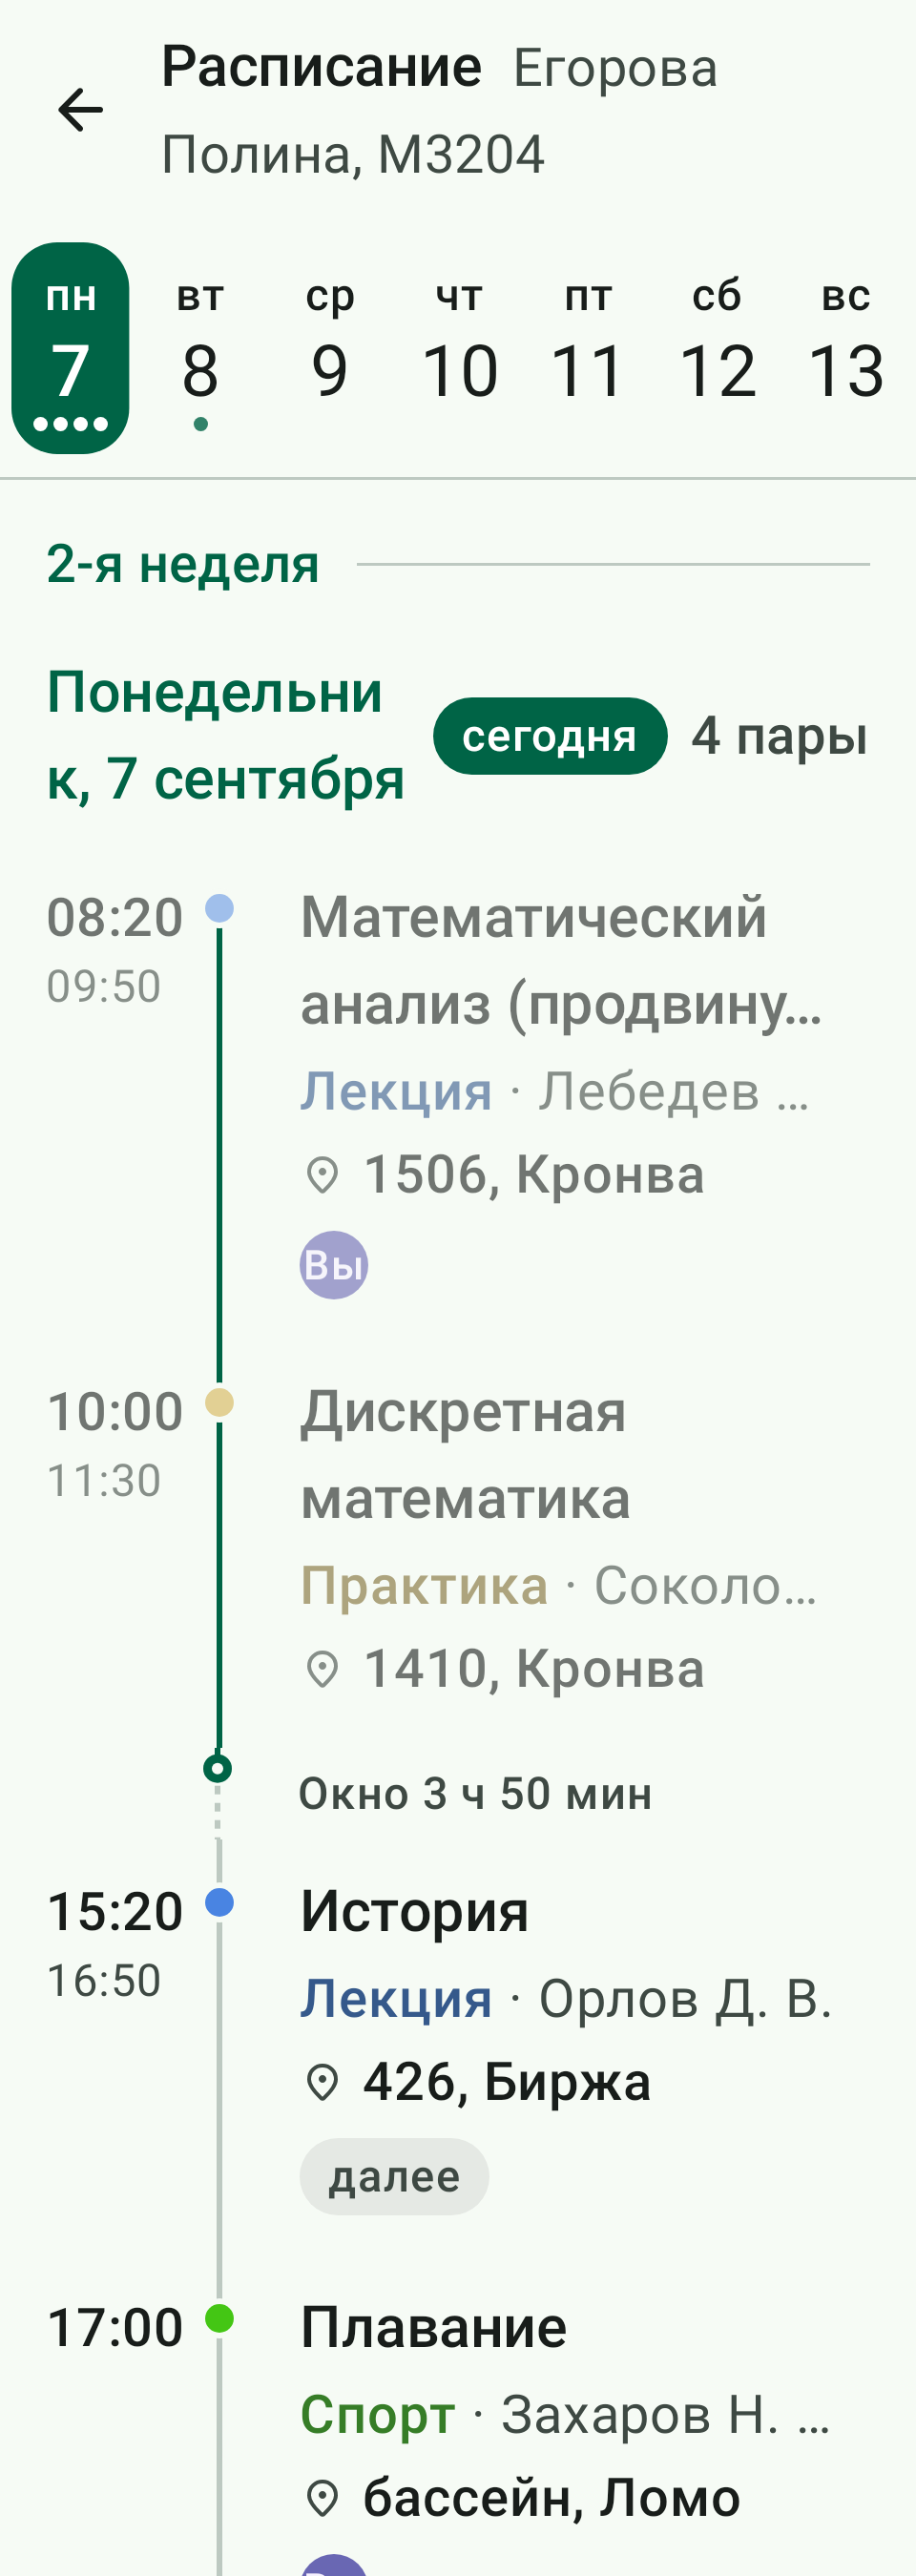 Расписание Егорова
Полина, М3204
пн вт ср чт пт сб вс
7 8 9 10 11 12 13
2-я неделя
Понедельни
к, 7 сентября
сегодня 4 пары
08:20 Математический
09:50
анализ (продвину…
Лекция · Лебедев …
1506, Кронва
Вы
10:00 Дискретная
11:30
математика
Практика · Соколо…
1410, Кронва
Окно 3 ч 50 мин
15:20 История
16:50
Лекция · Орлов Д. В.
426, Биржа
далее
17:00 Плавание
Спорт · Захаров Н. …
бассейн, Ломо